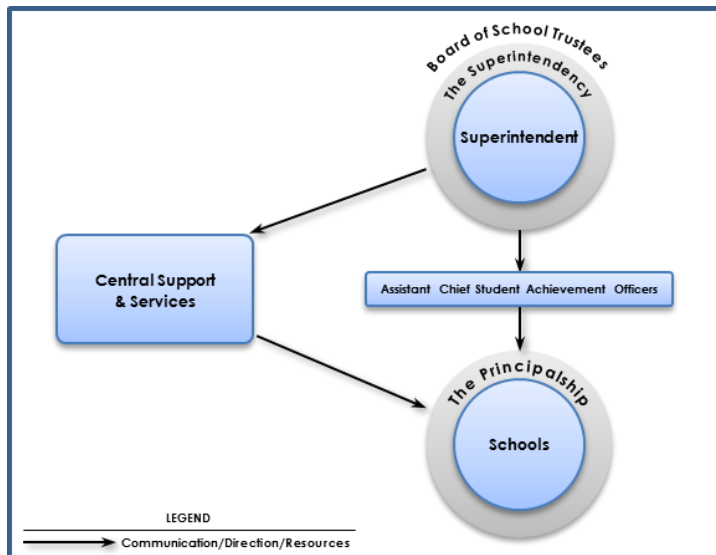 Board of School Trustees
The Superintendency
Superintendent
Central Support
& Services
Assistant Chief Student Achievement Officers
The Principalship
Schools
LEGEND
Communication/Direction/Resources